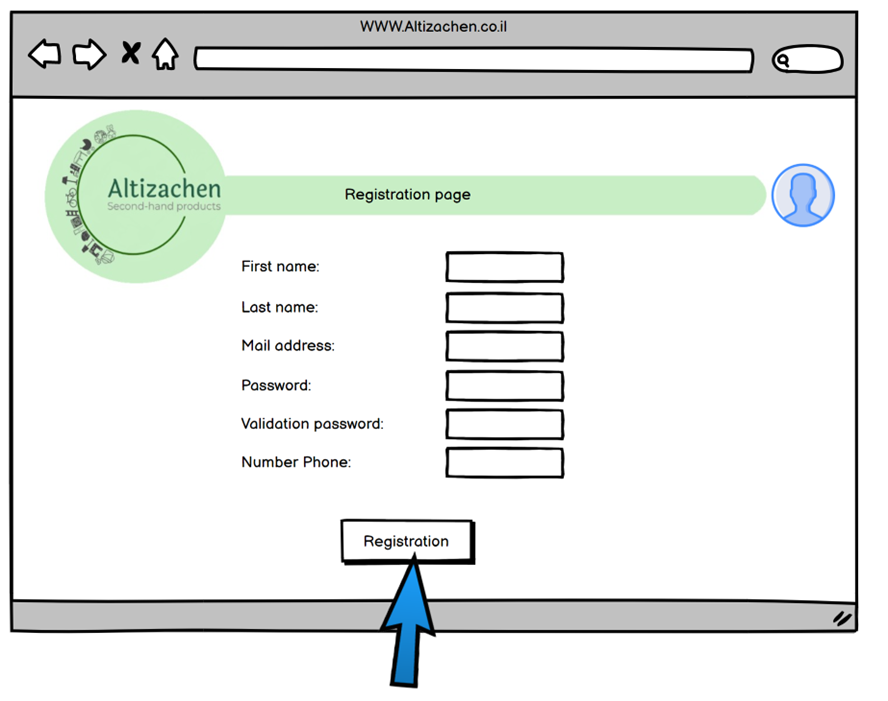 WWW.Altizachen.co.il
Altizachen
Second-hand products
Registration page
First name:
Last name:
Mail address:
Password:
Validation password:
Number Phone:
Registration